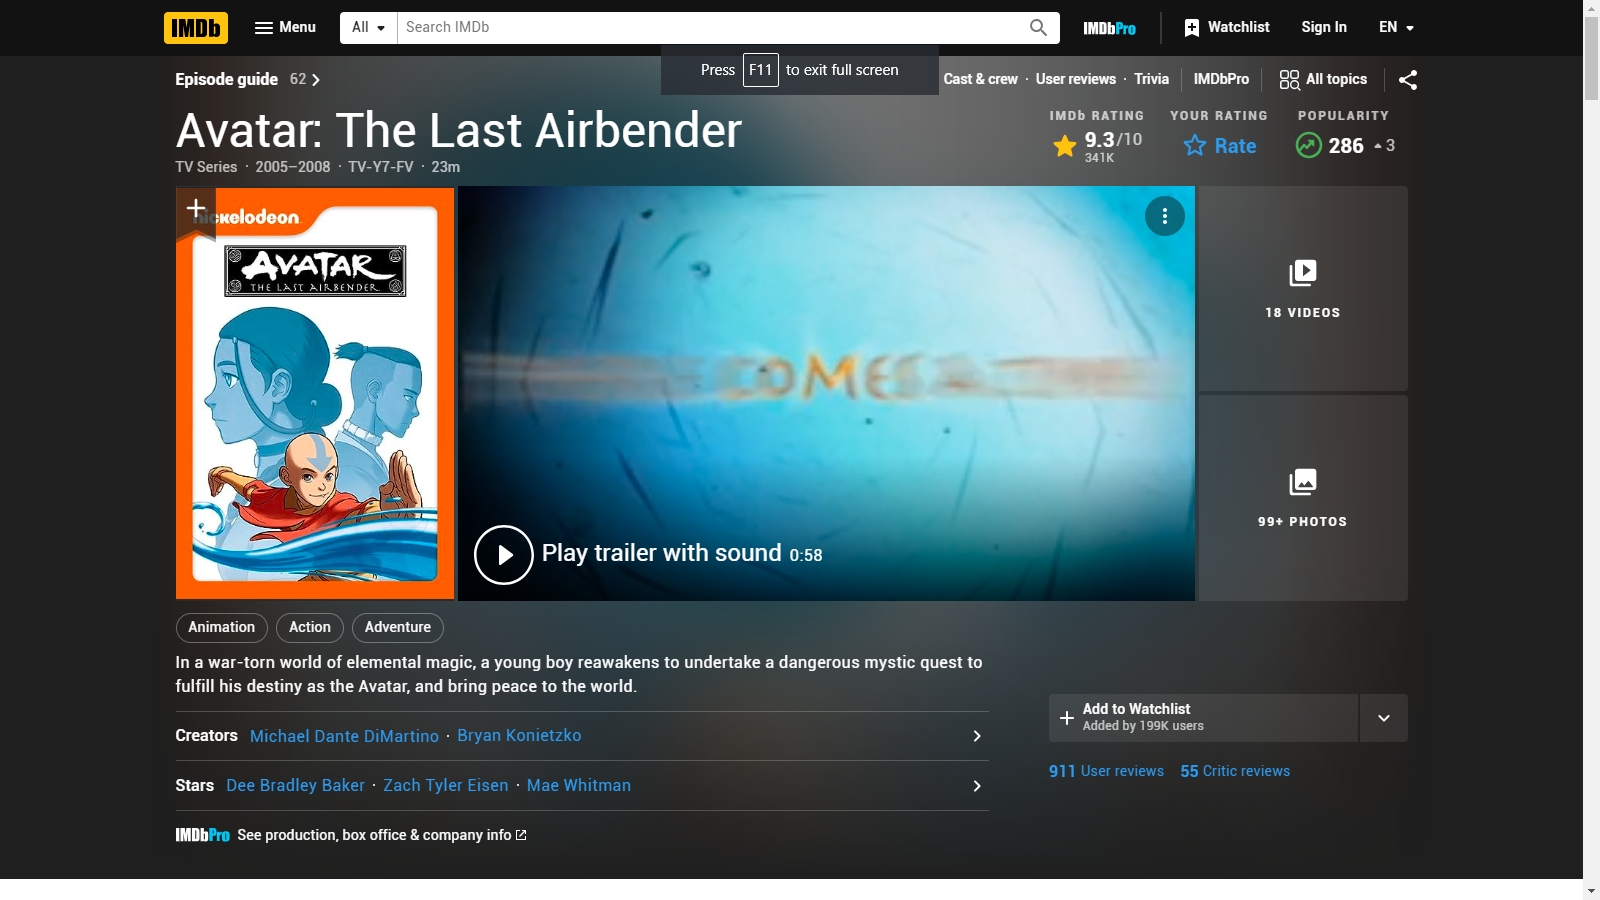 IMDb Menu All Search IMDb IMDbPro Watchlist Sign In EN
Press F11 to exit full screen
Episode guide 62 Cast & crew · User reviews · Trivia IMDbPro All topics
Avatar: The Last Airbender
TV Series · 2005–2008 · TV-Y7-FV · 23m
IMDb RATING YOUR RATING POPULARITY
9.3/10 Rate 286 3
341K
nickelodeon
AVATAR
THE LAST AIRBENDER
COMES
Play trailer with sound 0:58
18 VIDEOS
99+ PHOTOS
Animation Action Adventure
In a war-torn world of elemental magic, a young boy reawakens to undertake a dangerous mystic quest to
fulfill his destiny as the Avatar, and bring peace to the world.
Creators Michael Dante DiMartino · Bryan Konietzko
Stars Dee Bradley Baker · Zach Tyler Eisen · Mae Whitman
IMDbPro See production, box office & company info
Add to Watchlist
Added by 199K users
911 User reviews 55 Critic reviews